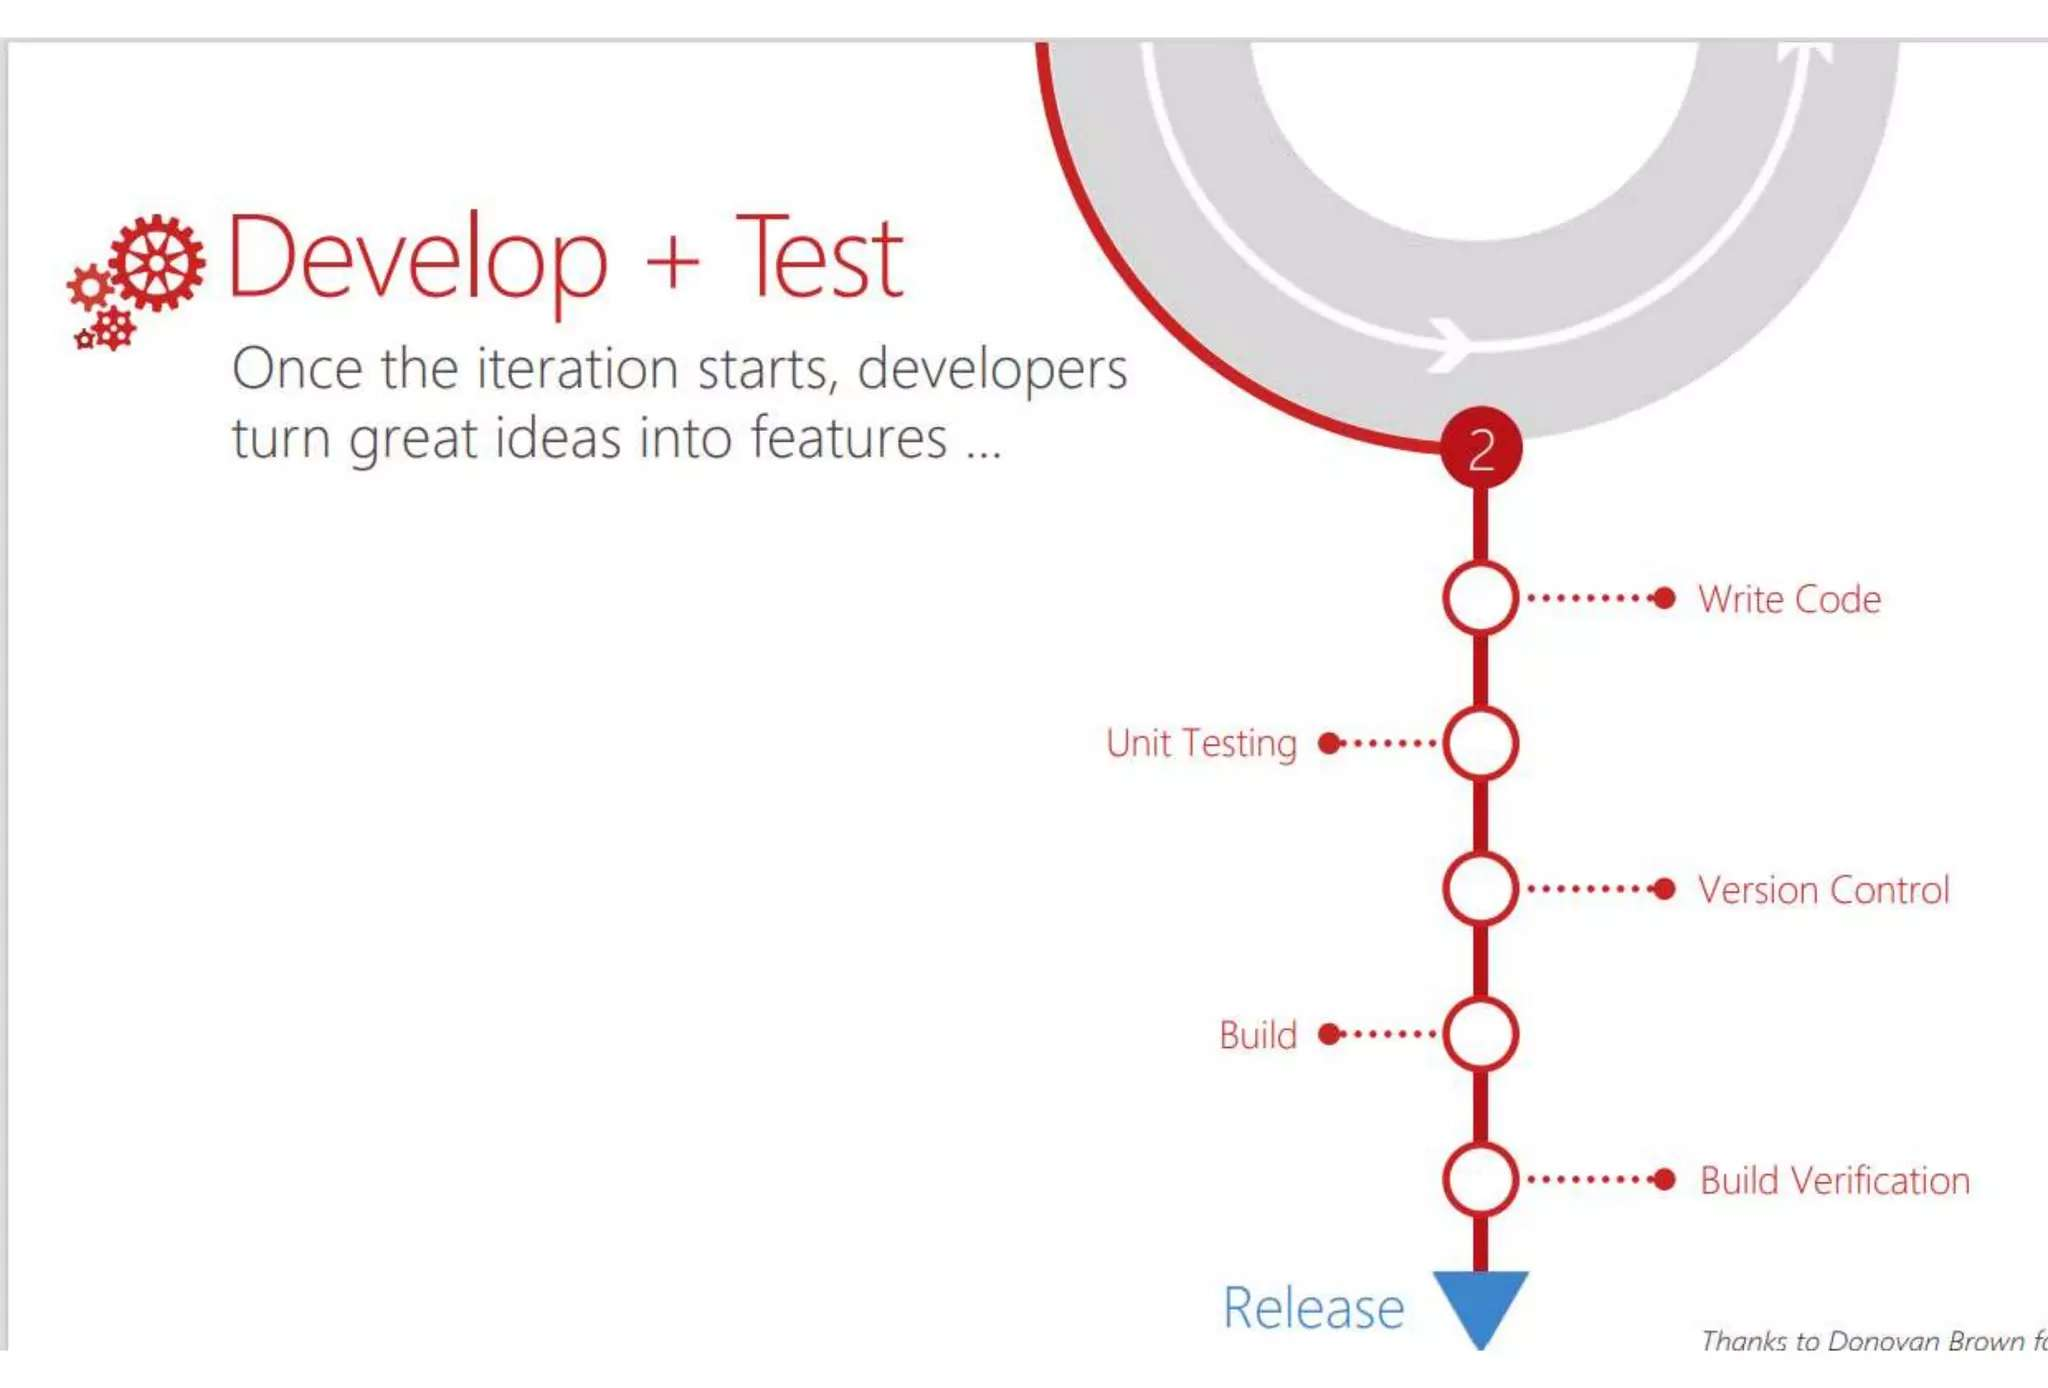 Develop + Test
Once the iteration starts, developers
turn great ideas into features ...
2
Write Code
Unit Testing
Version Control
Build
Build Verification
Release
Thanks to Donovan Brown